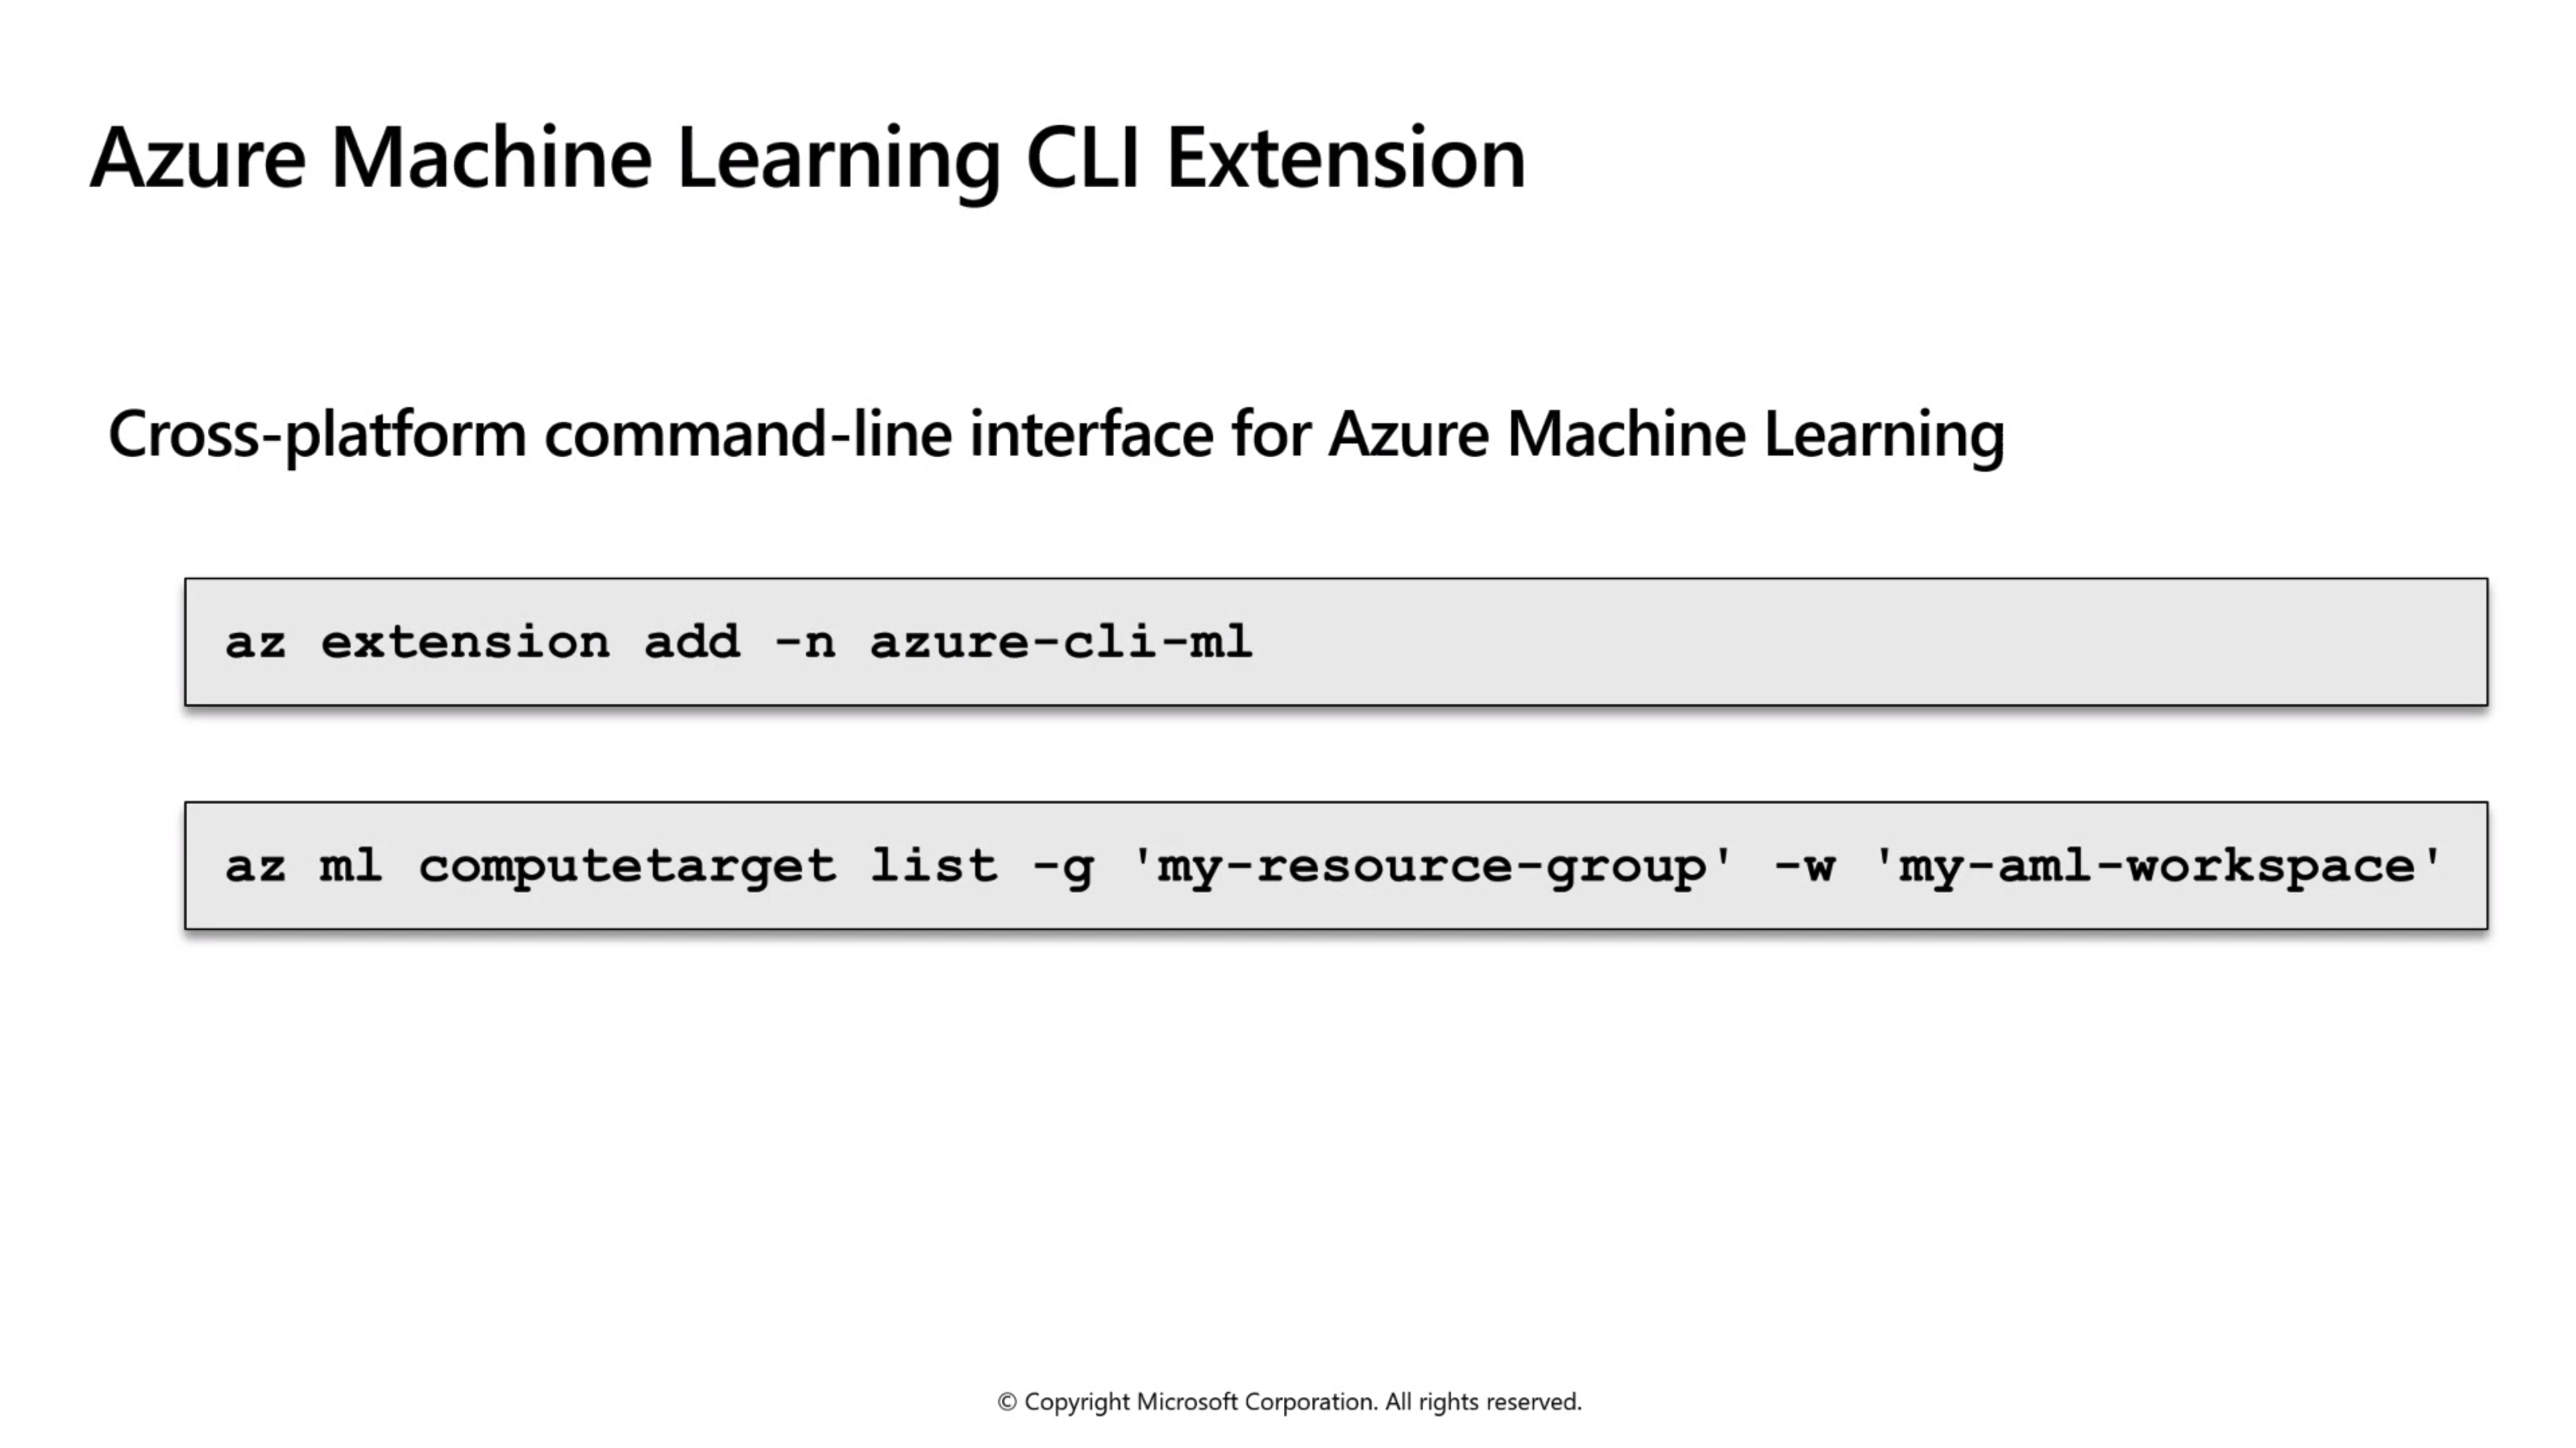 Azure Machine Learning CLI Extension
Cross-platform command-line interface for Azure Machine Learning
az extension add -n azure-cli-ml
az ml computetarget list -g 'my-resource-group' -w 'my-aml-workspace'
© Copyright Microsoft Corporation. All rights reserved.